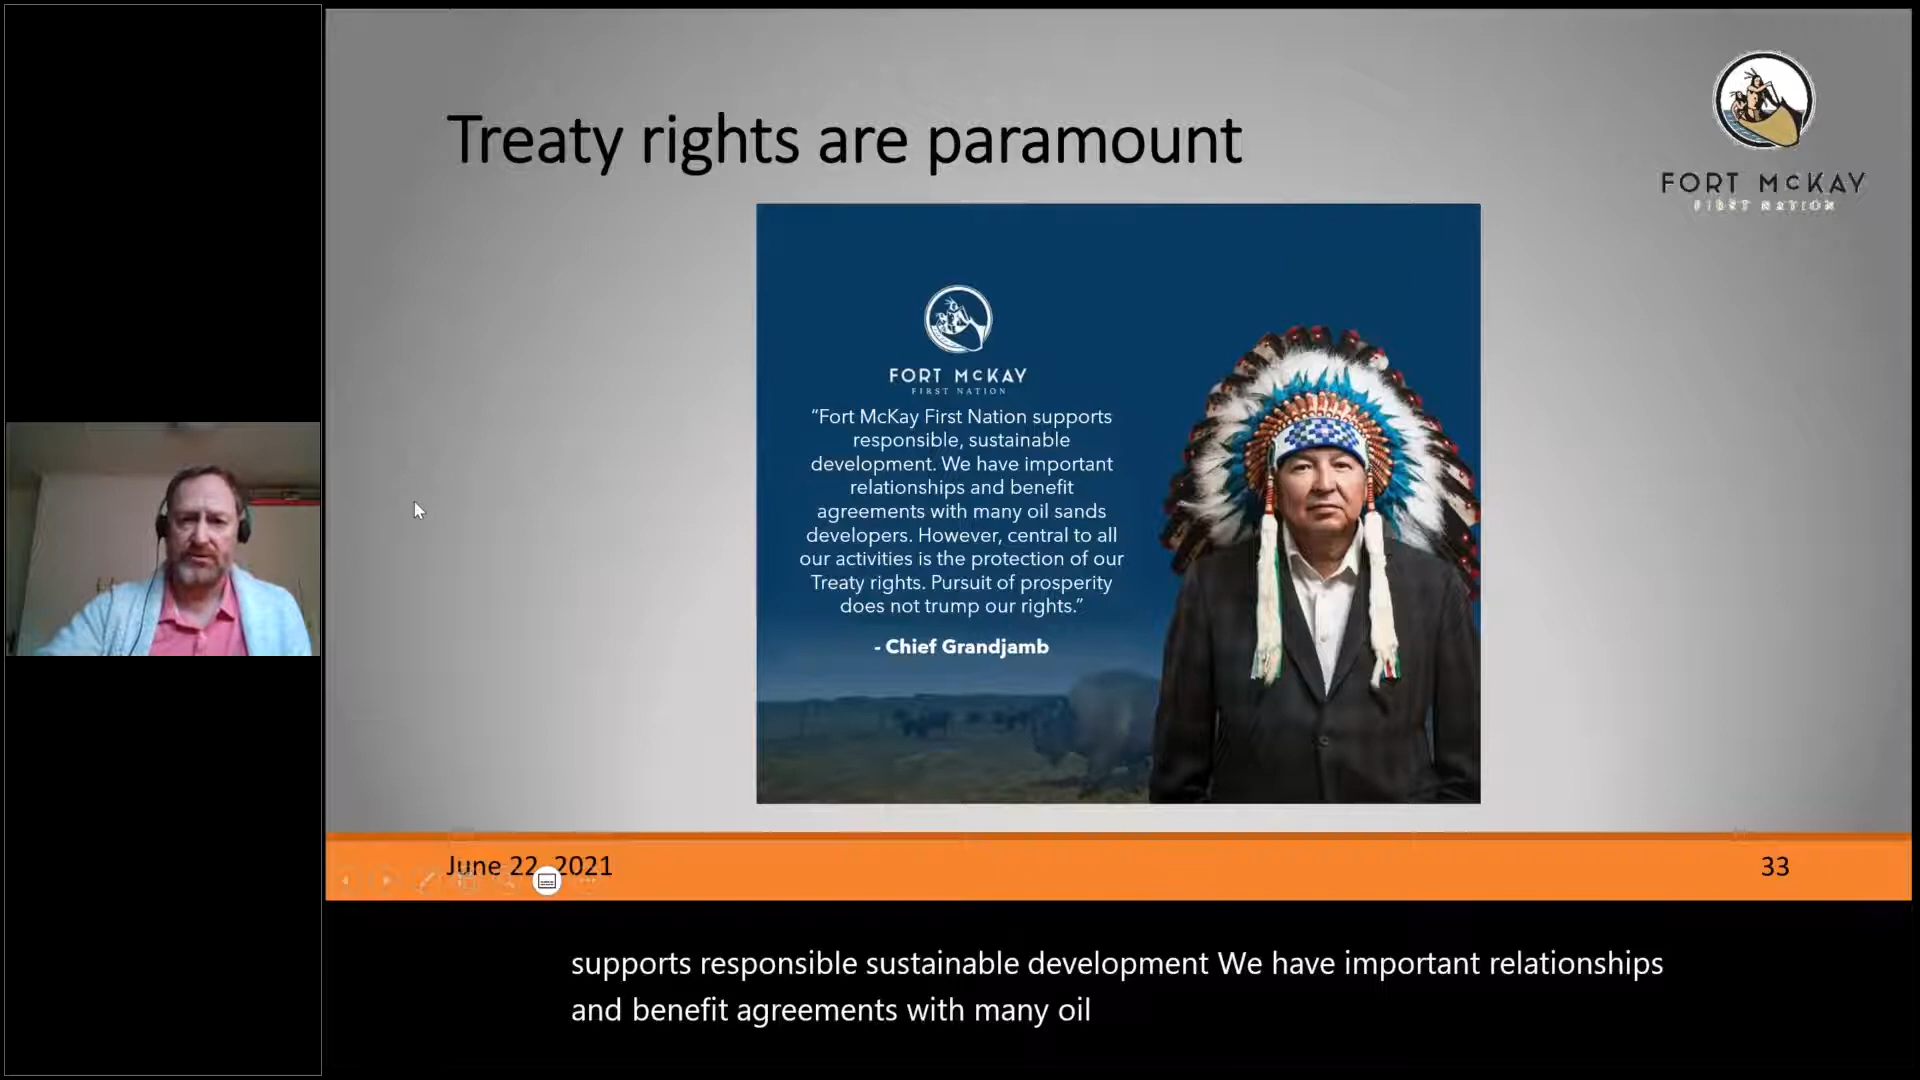 Treaty rights are paramount
FORT McKAY
FIRST NATION
FORT McKAY
FIRST NATION
“Fort McKay First Nation supports
responsible, sustainable
development. We have important
relationships and benefit
agreements with many oil sands
developers. However, central to all
our activities is the protection of our
Treaty rights. Pursuit of prosperity
does not trump our rights.”
- Chief Grandjamb
June 22, 2021
33
supports responsible sustainable development We have important relationships
and benefit agreements with many oil